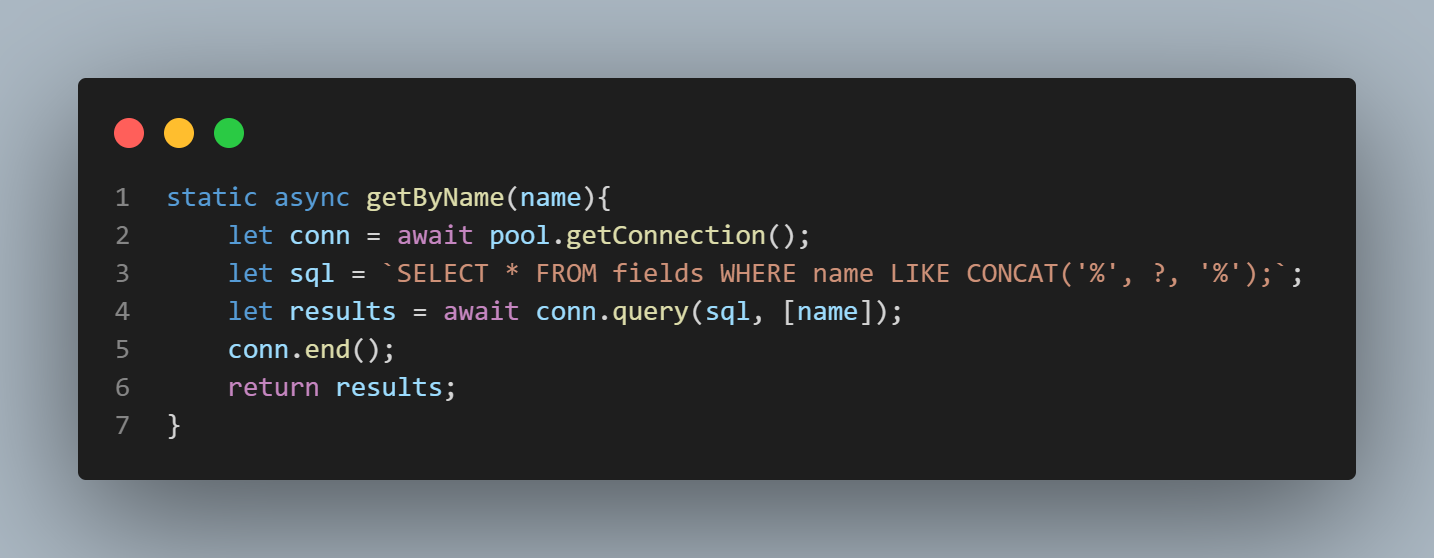 1 static async getByName(name){
2     let conn = await pool.getConnection();
3     let sql = `SELECT * FROM fields WHERE name LIKE CONCAT('%', ?, '%');`;
4     let results = await conn.query(sql, [name]);
5     conn.end();
6     return results;
7 }